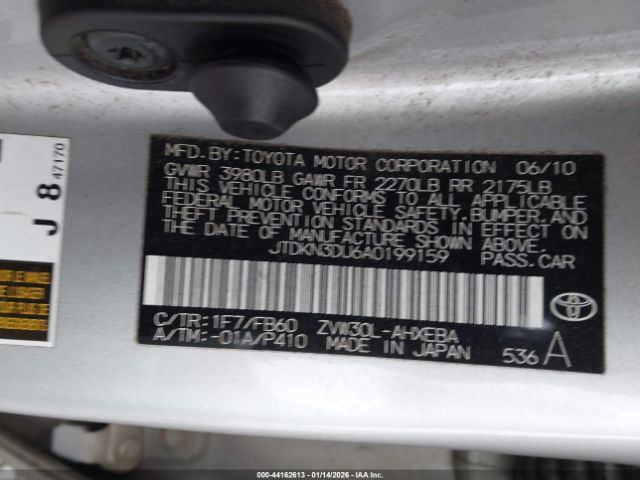 MFD. BY: TOYOTA MOTOR CORPORATION 06/10
GVWR 3980LB GAWR FR 2270LB RR 2175LB
THIS VEHICLE CONFORMS TO ALL APPLICABLE
FEDERAL MOTOR VEHICLE SAFETY, BUMPER, AND
THEFT PREVENTION STANDARDS IN EFFECT ON
THE DATE OF MANUFACTURE SHOWN ABOVE.
JTDKN3DU6A0199159 PASS. CAR
C/TR: 1F7/FB60 ZVW30L-AHXEBA
A/TM: -01A/P410 MADE IN JAPAN 536 A
TOYOTA
J 8 47170
000-44162613 - 01/14/2026 - IAA Inc.